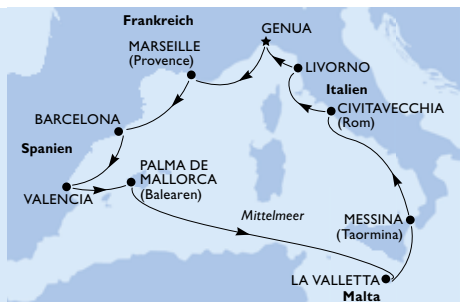 Frankreich
GENUA
MARSEILLE
(Provence)
LIVORNO
Italien
CIVITAVECCHIA
(Rom)
BARCELONA
Spanien
PALMA DE
MALLORCA
(Balearen)
VALENCIA
Mittelmeer
MESSINA
(Taormina)
LA VALLETTA
Malta